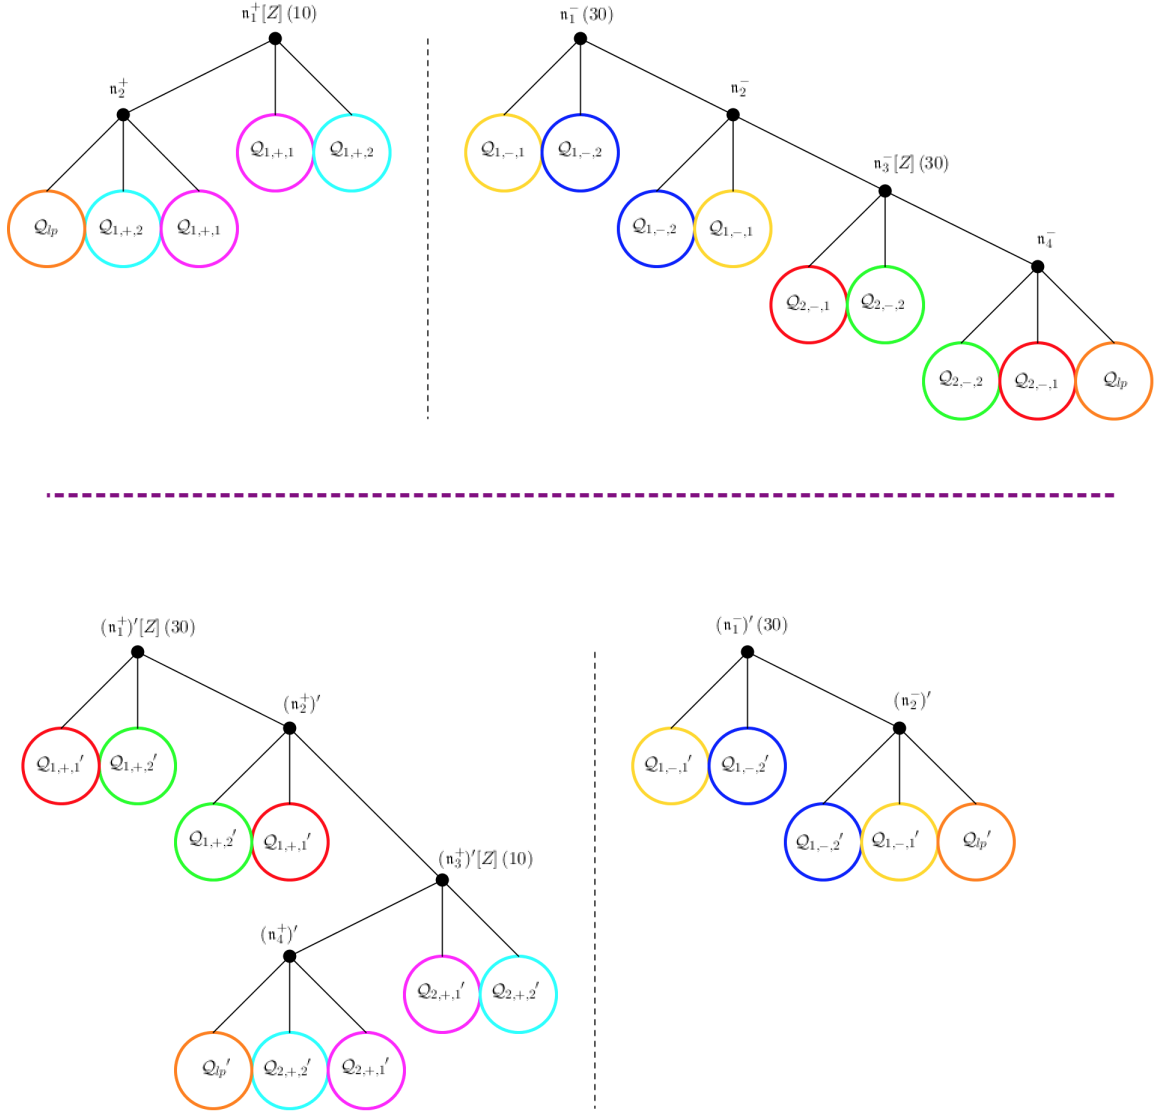 𝔫₁⁺[Z] (10)
𝔫₁⁻ (30)
𝔫₂⁺
𝔫₂⁻
𝒬₁,₊,₁ 𝒬₁,₊,₂
𝒬₁,₋,₁ 𝒬₁,₋,₂
𝔫₃⁻[Z] (30)
𝒬ₗₚ 𝒬₁,₊,₂ 𝒬₁,₊,₁
𝒬₁,₋,₂ 𝒬₁,₋,₁
𝔫₄⁻
𝒬₂,₋,₁ 𝒬₂,₋,₂
𝒬₂,₋,₂ 𝒬₂,₋,₁ 𝒬ₗₚ
(𝔫₁⁺)′[Z] (30)
(𝔫₁⁻)′ (30)
(𝔫₂⁺)′
(𝔫₂⁻)′
𝒬₁,₊,₁′ 𝒬₁,₊,₂′
𝒬₁,₋,₁′ 𝒬₁,₋,₂′
𝒬₁,₊,₂′ 𝒬₁,₊,₁′
𝒬₁,₋,₂′ 𝒬₁,₋,₁′ 𝒬ₗₚ′
(𝔫₃⁺)′[Z] (10)
(𝔫₄⁺)′
𝒬₂,₊,₁′ 𝒬₂,₊,₂′
𝒬ₗₚ′ 𝒬₂,₊,₂′ 𝒬₂,₊,₁′